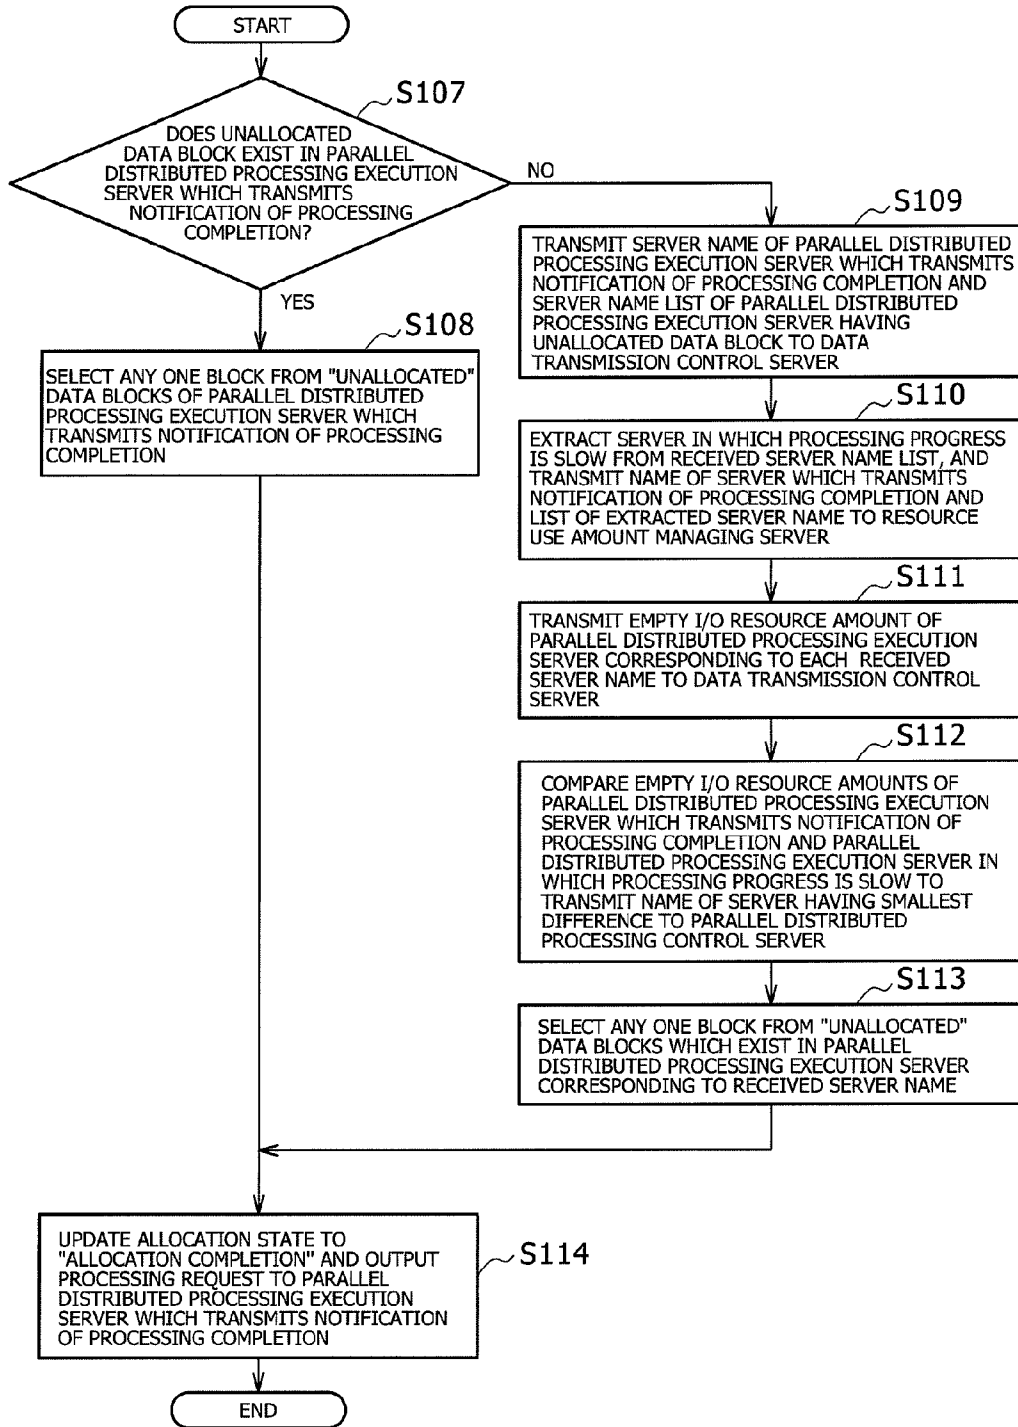 START
S107
DOES UNALLOCATED
DATA BLOCK EXIST IN PARALLEL
DISTRIBUTED PROCESSING EXECUTION
SERVER WHICH TRANSMITS
NOTIFICATION OF PROCESSING
COMPLETION?
NO
YES
S108
SELECT ANY ONE BLOCK FROM "UNALLOCATED"
DATA BLOCKS OF PARALLEL DISTRIBUTED
PROCESSING EXECUTION SERVER WHICH
TRANSMITS NOTIFICATION OF PROCESSING
COMPLETION
S109
TRANSMIT SERVER NAME OF PARALLEL DISTRIBUTED
PROCESSING EXECUTION SERVER WHICH TRANSMITS
NOTIFICATION OF PROCESSING COMPLETION AND
SERVER NAME LIST OF PARALLEL DISTRIBUTED
PROCESSING EXECUTION SERVER HAVING
UNALLOCATED DATA BLOCK TO DATA
TRANSMISSION CONTROL SERVER
S110
EXTRACT SERVER IN WHICH PROCESSING PROGRESS
IS SLOW FROM RECEIVED SERVER NAME LIST, AND
TRANSMIT NAME OF SERVER WHICH TRANSMITS
NOTIFICATION OF PROCESSING COMPLETION AND
LIST OF EXTRACTED SERVER NAME TO RESOURCE
USE AMOUNT MANAGING SERVER
S111
TRANSMIT EMPTY I/O RESOURCE AMOUNT OF
PARALLEL DISTRIBUTED PROCESSING EXECUTION
SERVER CORRESPONDING TO EACH RECEIVED
SERVER NAME TO DATA TRANSMISSION CONTROL
SERVER
S112
COMPARE EMPTY I/O RESOURCE AMOUNTS OF
PARALLEL DISTRIBUTED PROCESSING EXECUTION
SERVER WHICH TRANSMITS NOTIFICATION OF
PROCESSING COMPLETION AND PARALLEL
DISTRIBUTED PROCESSING EXECUTION SERVER IN
WHICH PROCESSING PROGRESS IS SLOW TO
TRANSMIT NAME OF SERVER HAVING SMALLEST
DIFFERENCE TO PARALLEL DISTRIBUTED
PROCESSING CONTROL SERVER
S113
SELECT ANY ONE BLOCK FROM "UNALLOCATED"
DATA BLOCKS WHICH EXIST IN PARALLEL
DISTRIBUTED PROCESSING EXECUTION SERVER
CORRESPONDING TO RECEIVED SERVER NAME
UPDATE ALLOCATION STATE TO
"ALLOCATION COMPLETION" AND OUTPUT
PROCESSING REQUEST TO PARALLEL
DISTRIBUTED PROCESSING EXECUTION
SERVER WHICH TRANSMITS NOTIFICATION
OF PROCESSING COMPLETION
S114
END